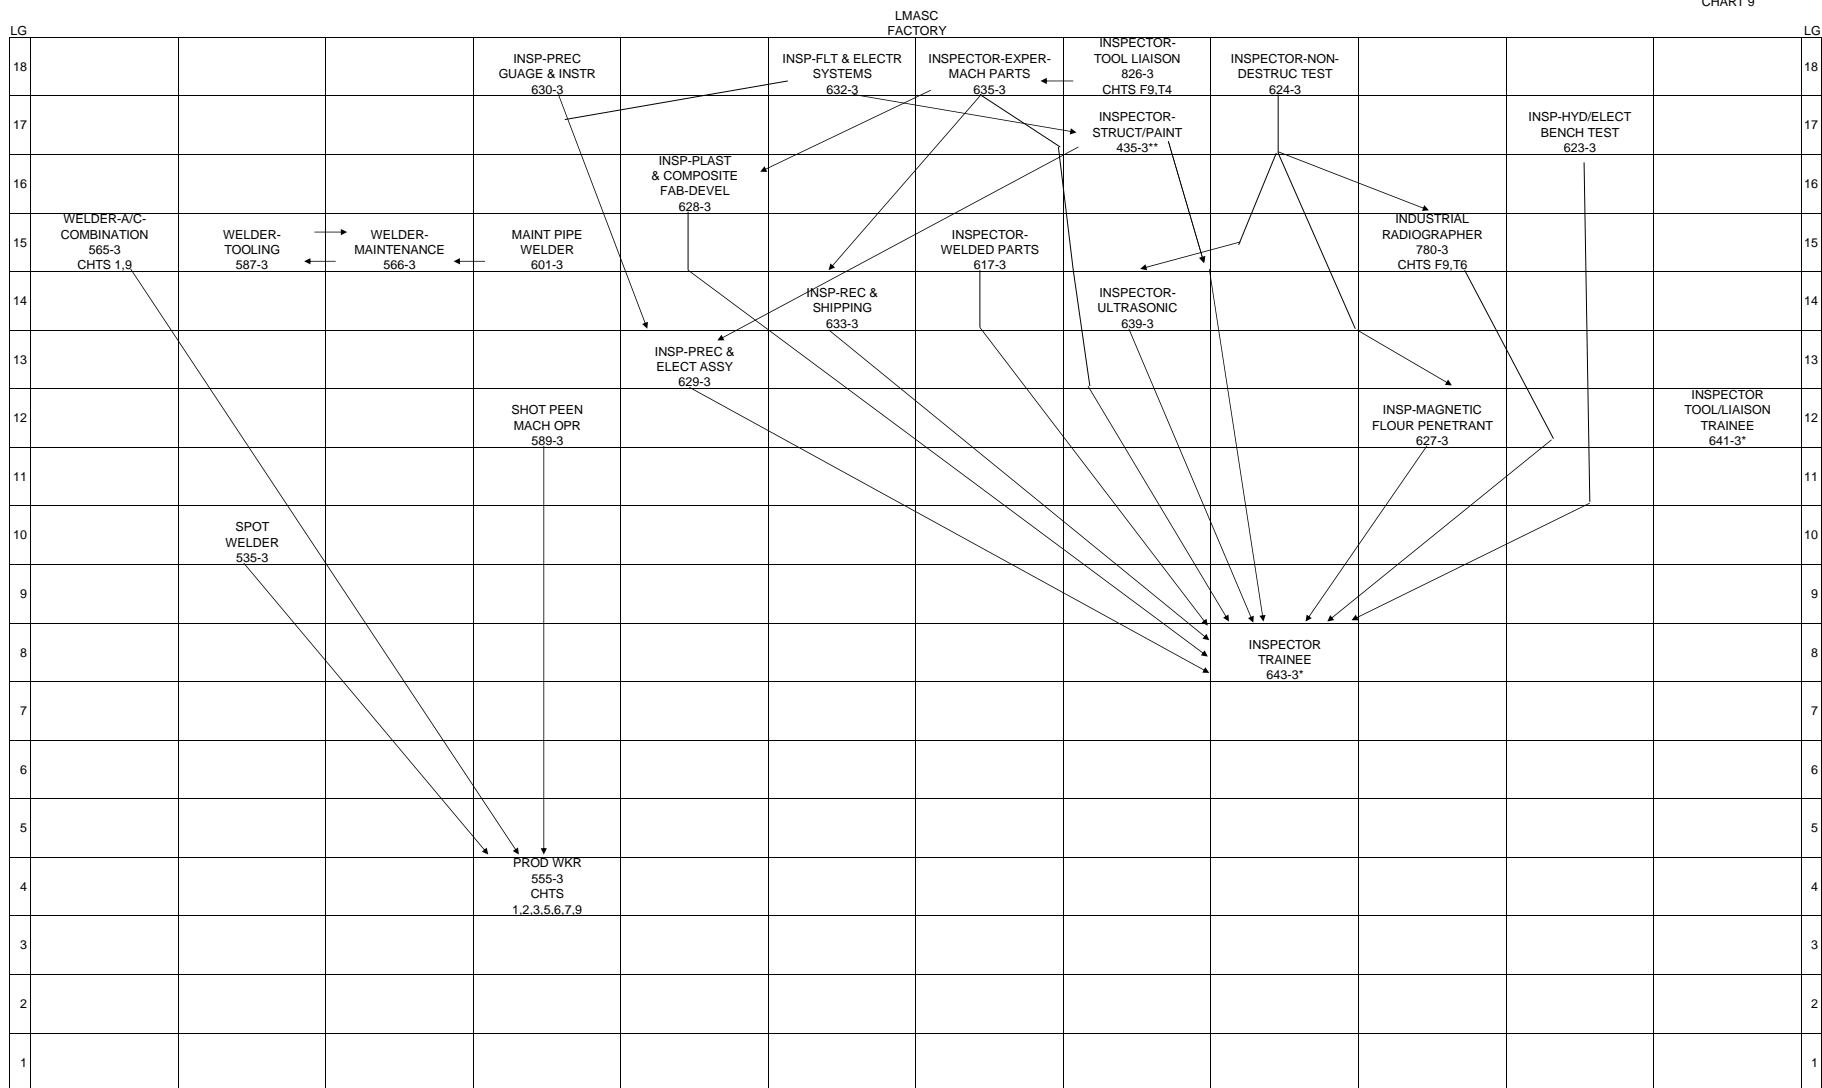 CHART 9
LMASC
FACTORY
LG
LG
18
INSP-PREC
GUAGE & INSTR
630-3
INSP-FLT & ELECTR
SYSTEMS
632-3
INSPECTOR-EXPER-
MACH PARTS
635-3
INSPECTOR-
TOOL LIAISON
826-3
CHTS F9,T4
INSPECTOR-NON-
DESTRUC TEST
624-3
18
17
INSPECTOR-
STRUCT/PAINT
435-3**
INSP-HYD/ELECT
BENCH TEST
623-3
17
16
INSP-PLAST
& COMPOSITE
FAB-DEVEL
628-3
16
15
WELDER-A/C-
COMBINATION
565-3
CHTS 1,9
WELDER-
TOOLING
587-3
WELDER-
MAINTENANCE
566-3
MAINT PIPE
WELDER
601-3
INSPECTOR-
WELDED PARTS
617-3
INDUSTRIAL
RADIOGRAPHER
780-3
CHTS F9,T6
15
14
INSP-REC &
SHIPPING
633-3
INSPECTOR-
ULTRASONIC
639-3
14
13
INSP-PREC &
ELECT ASSY
629-3
13
12
SHOT PEEN
MACH OPR
589-3
INSP-MAGNETIC
FLOUR PENETRANT
627-3
INSPECTOR
TOOL/LIAISON
TRAINEE
641-3*
12
11
11
10
SPOT
WELDER
535-3
10
9
9
8
INSPECTOR
TRAINEE
643-3*
8
7
7
6
6
5
5
4
PROD WKR
555-3
CHTS
1,2,3,5,6,7,9
4
3
3
2
2
1
1